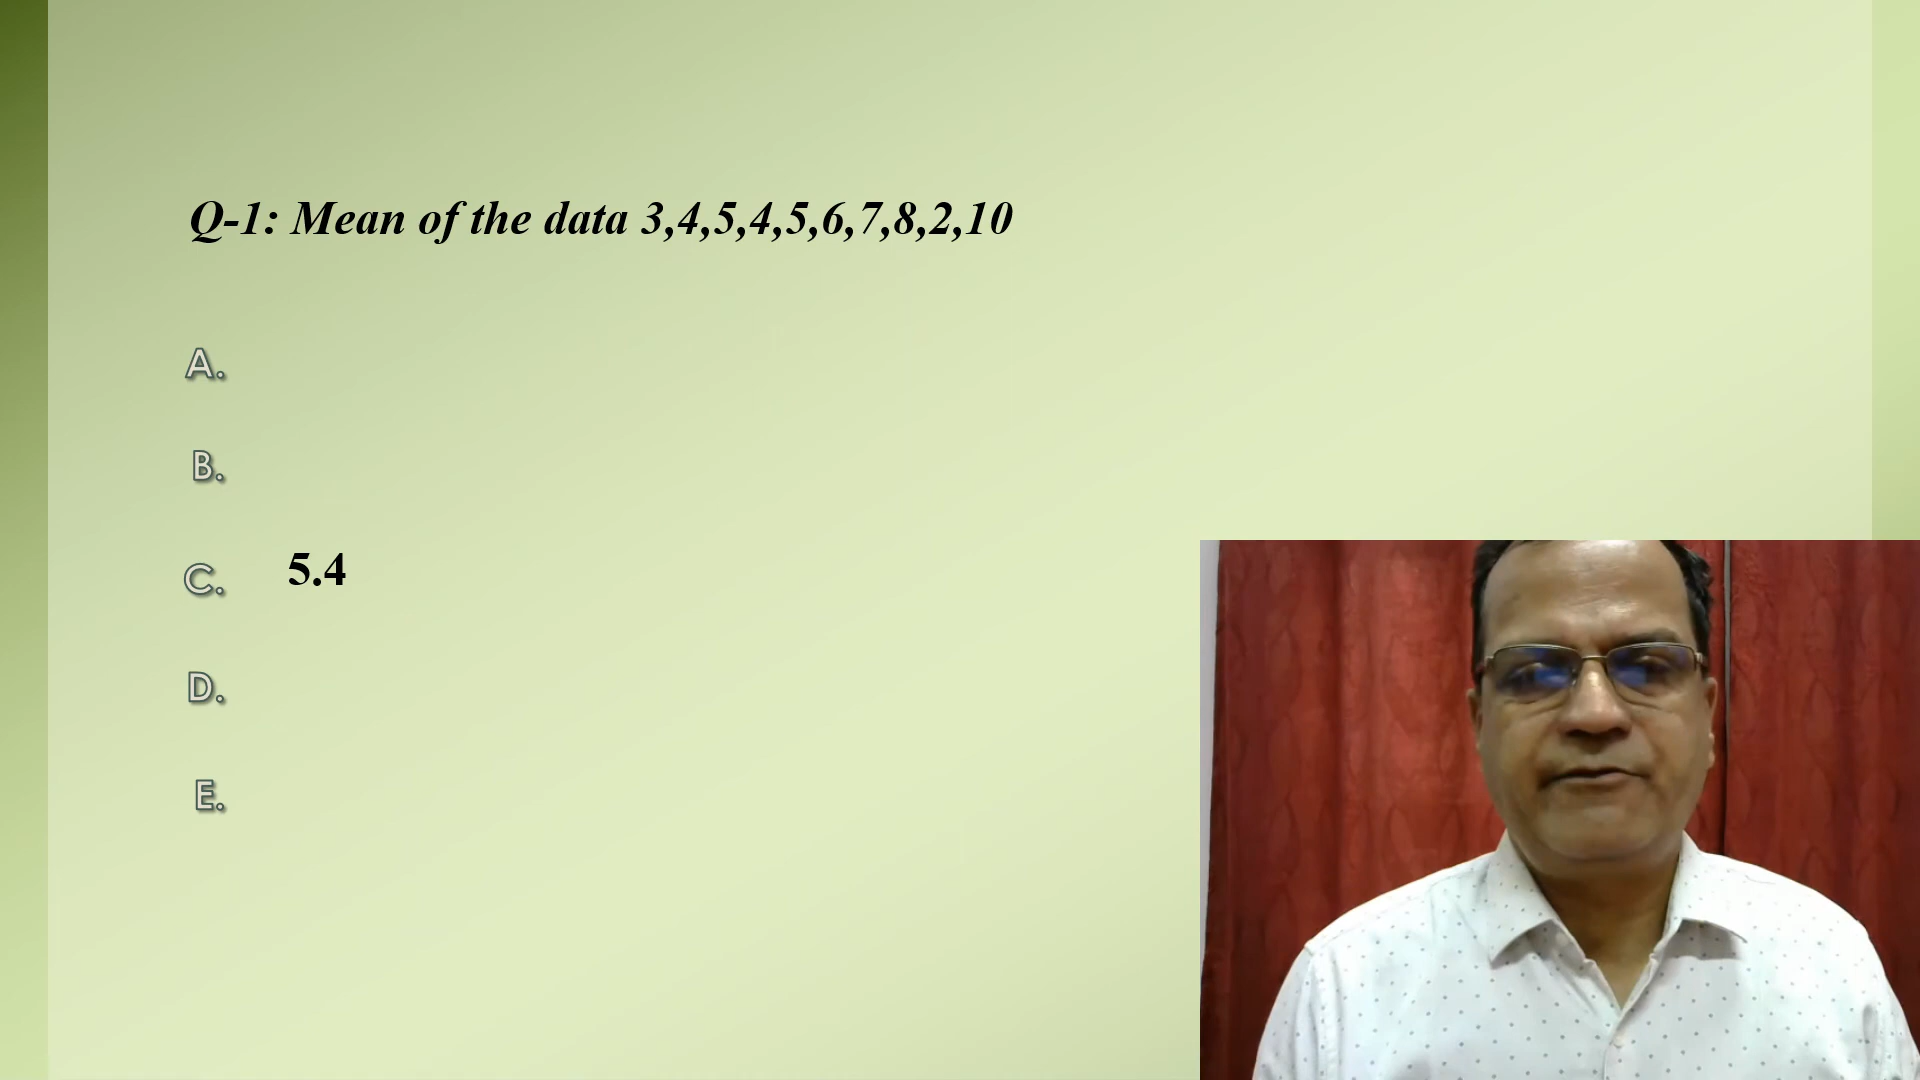 Q-1: Mean of the data 3,4,5,4,5,6,7,8,2,10
A.
B.
C. 5.4
D.
E.